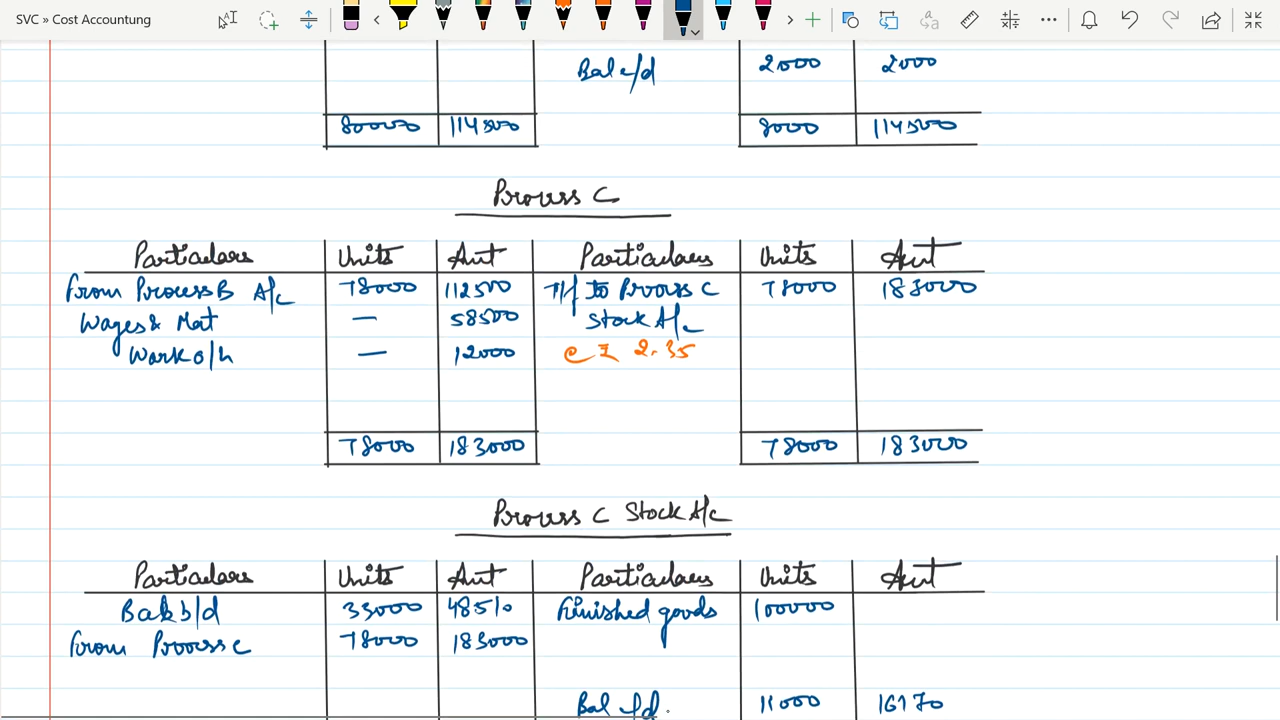 SVC » Cost Accountung
Bal c/d 2000 2000
80000 114500 8000 114500
Process C
Particulars Units Amt Particulars Units Amt
From Process B A/c 78000 112500 T/f to Process C 78000 183000
Wages & Mat — 58500 Stock A/c
Work o/h — 12000 @ ₹ 2.35
78000 183000 78000 183000
Process C Stock A/c
Particulars Units Amt Particulars Units Amt
Bal b/d 33000 48510 Finished goods 100000
From Process C 78000 183000
Bal c/d. 11000 16170